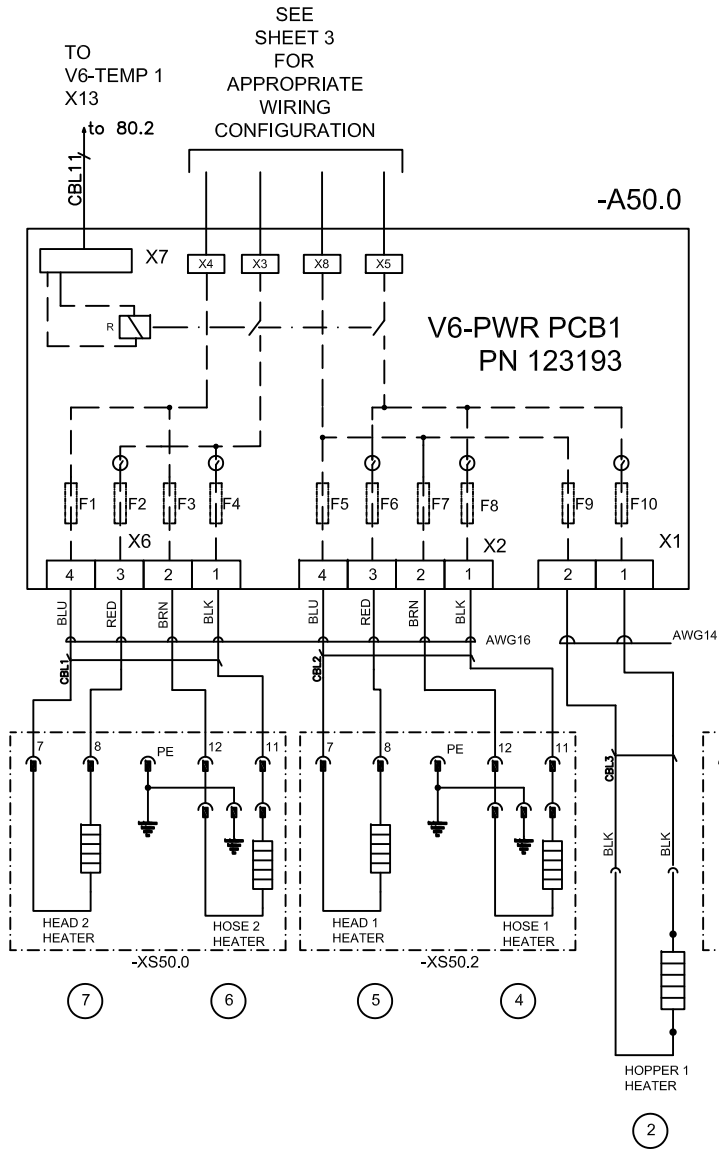 SEE
SHEET 3
FOR
APPROPRIATE
WIRING
CONFIGURATION
TO
V6-TEMP 1
X13
to 80.2
CBL11
-A50.0
X7
X4 X3 X8 X5
R
V6-PWR PCB1
PN 123193
F1 F2 F3 F4 F5 F6 F7 F8 F9 F10
X6 X2 X1
4 3 2 1 4 3 2 1 2 1
BLU RED BRN BLK BLU RED BRN BLK
AWG16 AWG14
CBL1 CBL2 CBL3
7 8 PE 12 11 7 8 PE 12 11
BLK BLK
HEAD 2
HEATER
HOSE 2
HEATER
HEAD 1
HEATER
HOSE 1
HEATER
-XS50.0 -XS50.2
7 6 5 4
HOPPER 1
HEATER
2